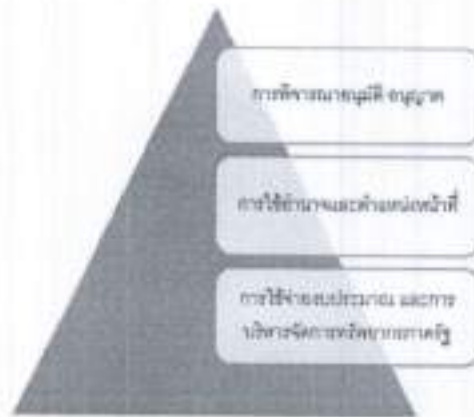 การพิจารณาอนุมัติ อนุญาต
การใช้อำนาจและตำแหน่งหน้าที่
การใช้จ่ายงบประมาณ และการ
บริหารจัดการทรัพยากรภาครัฐ